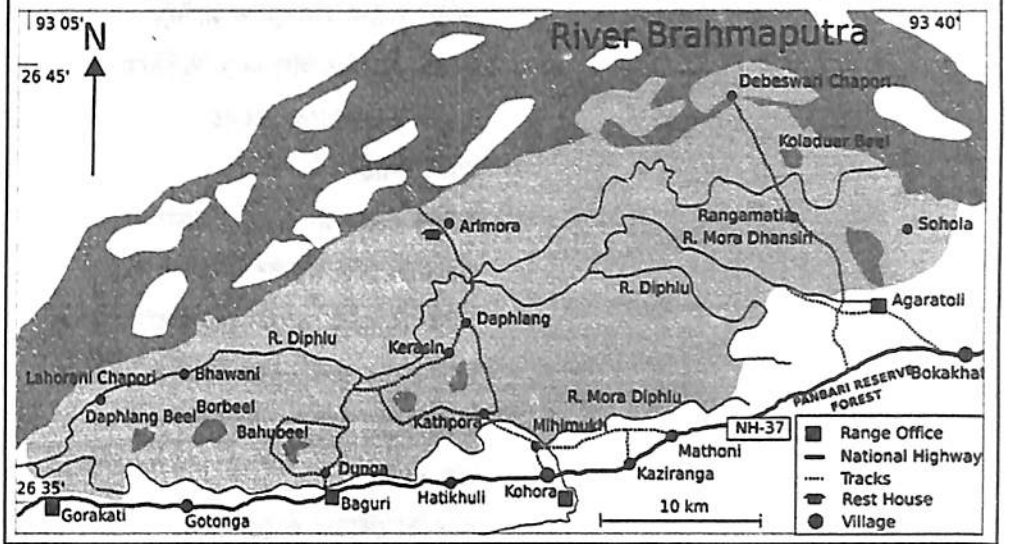 93 05'
93 40'
N
River Brahmaputra
26 45'
Debeswari Chapori
Koladuar Beel
Rangamatia
Sohola
Arimora
R. Mora Dhansiri
R. Diphlu
Agaratoli
Daphlang
R. Diphlu
Kerasin
Bokakhat
Lahorani Chapori
Bhawani
PANBARI RESERVE
FOREST
Daphlang Beel
Borbeel
R. Mora Diphlu
Kathpora
Mihimukh
Bahubeel
NH-37
Range Office
Mathoni
National Highway
Dunga
Kaziranga
Tracks
26 35'
Hatikhuli
Kohora
Rest House
Baguri
10 km
Gorakati
Gotonga
Village